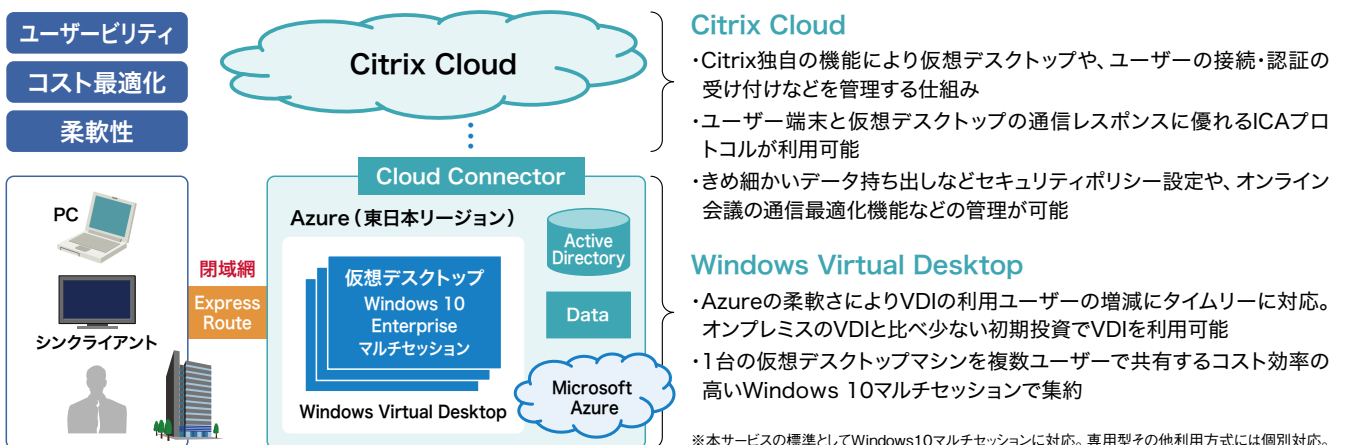 ユーザービリティ
コスト最適化
柔軟性
Citrix Cloud
Cloud Connector
PC
シンクライアント
閉域網
Express
Route
Azure（東日本リージョン）
仮想デスクトップ
Windows 10
Enterprise
マルチセッション
Windows Virtual Desktop
Active
Directory
Data
Microsoft
Azure
Citrix Cloud
・Citrix独自の機能により仮想デスクトップや、ユーザーの接続・認証の
受け付けなどを管理する仕組み
・ユーザー端末と仮想デスクトップの通信レスポンスに優れるICAプロ
トコルが利用可能
・きめ細かいデータ持ち出しなどセキュリティポリシー設定や、オンライン
会議の通信最適化機能などの管理が可能
Windows Virtual Desktop
・Azureの柔軟さによりVDIの利用ユーザーの増減にタイムリーに対応。
オンプレミスのVDIと比べ少ない初期投資でVDIを利用可能
・1台の仮想デスクトップマシンを複数ユーザーで共有するコスト効率の
高いWindows 10マルチセッションで集約
※本サービスの標準としてWindows10マルチセッションに対応。専用型その他利用方式には個別対応。